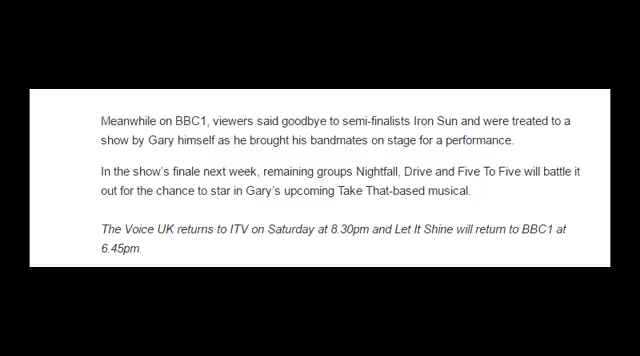 Meanwhile on BBC1, viewers said goodbye to semi-finalists Iron Sun and were treated to a
show by Gary himself as he brought his bandmates on stage for a performance.
In the show's finale next week, remaining groups Nightfall, Drive and Five To Five will battle it
out for the chance to star in Gary's upcoming Take That-based musical.
The Voice UK returns to ITV on Saturday at 8.30pm and Let It Shine will return to BBC1 at
6.45pm.